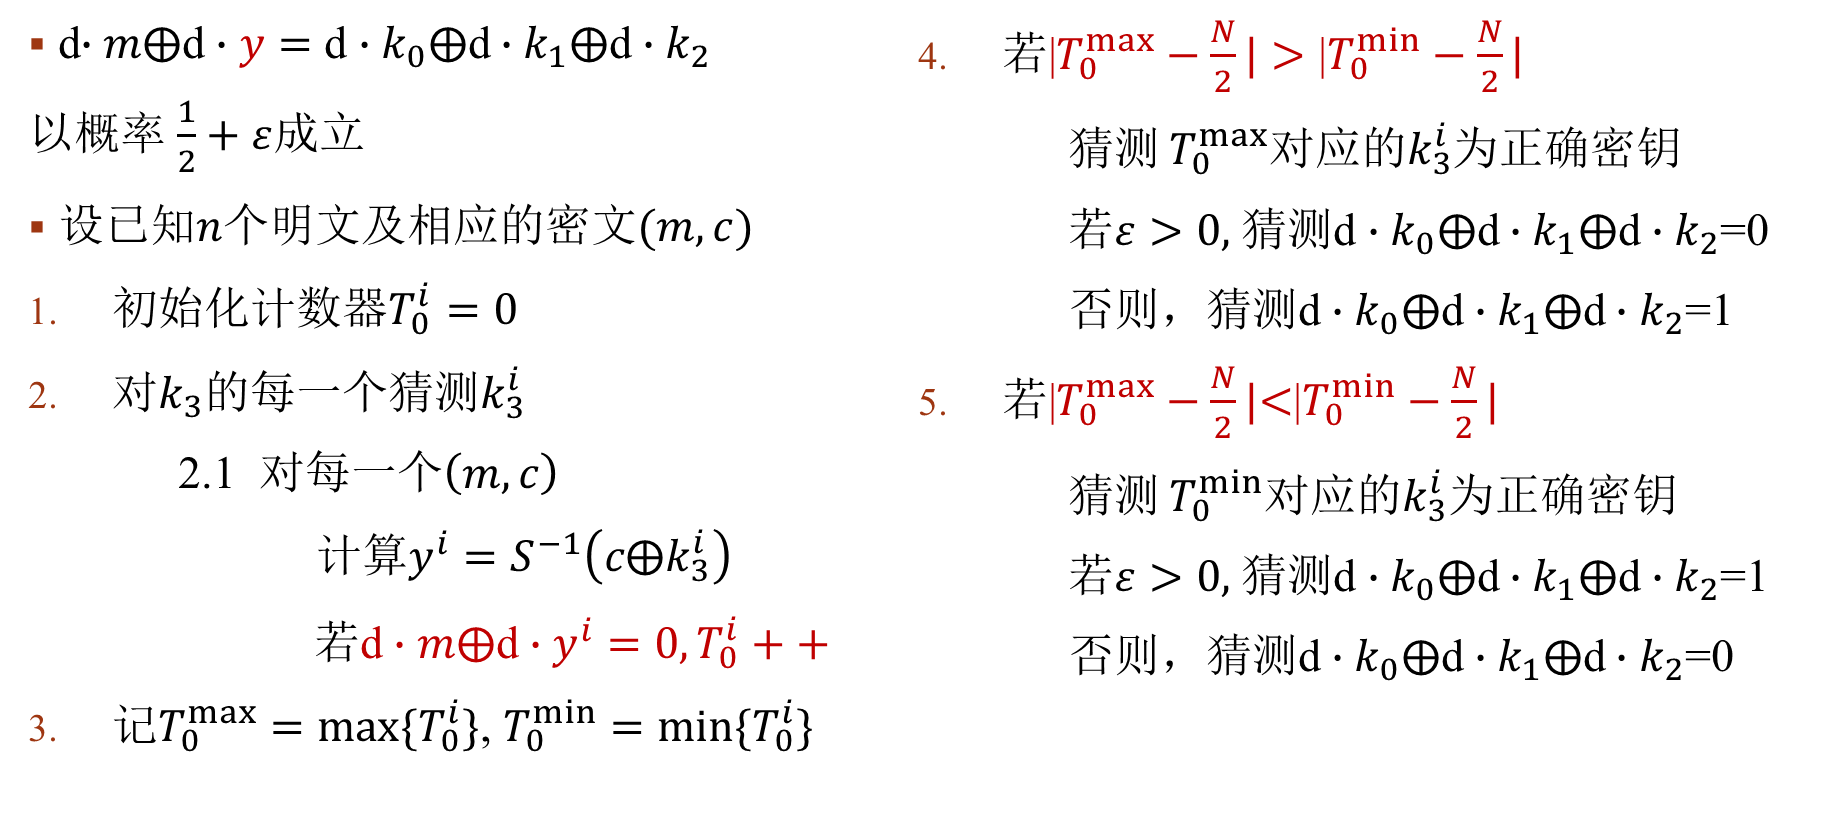 ▪ d· m⊕d · y = d · k₀⊕d · k₁⊕d · k₂
以概率 1/2 + ε成立
▪ 设已知n个明文及相应的密文(m, c)
1. 初始化计数器T₀ⁱ = 0
2. 对k₃的每一个猜测k₃ⁱ
2.1 对每一个(m, c)
计算yⁱ = S⁻¹(c⊕k₃ⁱ)
若d · m⊕d · yⁱ = 0, T₀ⁱ + +
3. 记T₀ᵐᵃˣ = max{T₀ⁱ}, T₀ᵐⁱⁿ = min{T₀ⁱ}
4. 若|T₀ᵐᵃˣ − N/2| > |T₀ᵐⁱⁿ − N/2|
猜测 T₀ᵐᵃˣ对应的k₃ⁱ为正确密钥
若ε > 0, 猜测d · k₀⊕d · k₁⊕d · k₂=0
否则，猜测d · k₀⊕d · k₁⊕d · k₂=1
5. 若|T₀ᵐᵃˣ − N/2|<|T₀ᵐⁱⁿ − N/2|
猜测 T₀ᵐⁱⁿ对应的k₃ⁱ为正确密钥
若ε > 0, 猜测d · k₀⊕d · k₁⊕d · k₂=1
否则，猜测d · k₀⊕d · k₁⊕d · k₂=0